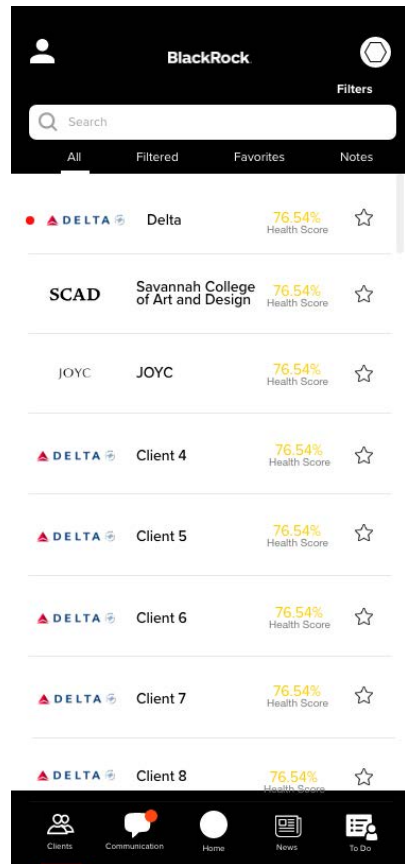 BlackRock
Filters
Search
All Filtered Favorites Notes
DELTA Delta 76.54%
Health Score
SCAD Savannah College of Art and Design 76.54%
Health Score
JOYC JOYC 76.54%
Health Score
DELTA Client 4 76.54%
Health Score
DELTA Client 5 76.54%
Health Score
DELTA Client 6 76.54%
Health Score
DELTA Client 7 76.54%
Health Score
DELTA Client 8 76.54%
Health Score
Clients Communication Home News To Do